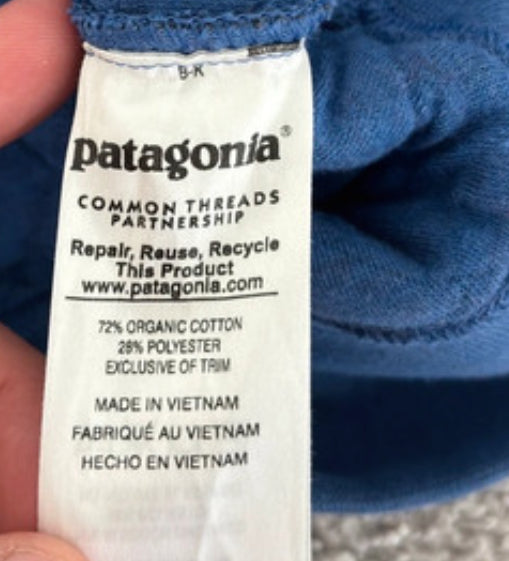 B-K
patagonia®
COMMON THREADS
PARTNERSHIP
Repair, Reuse, Recycle
This Product
www.patagonia.com
72% ORGANIC COTTON
28% POLYESTER
EXCLUSIVE OF TRIM
MADE IN VIETNAM
FABRIQUÉ AU VIETNAM
HECHO EN VIETNAM